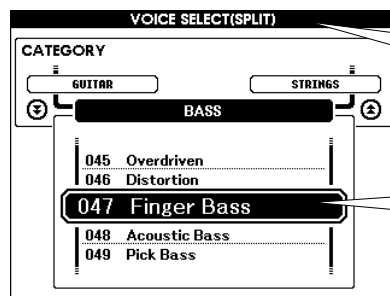 VOICE SELECT(SPLIT)
CATEGORY
GUITAR STRINGS
BASS
045 Overdriven
046 Distortion
047 Finger Bass
048 Acoustic Bass
049 Pick Bass